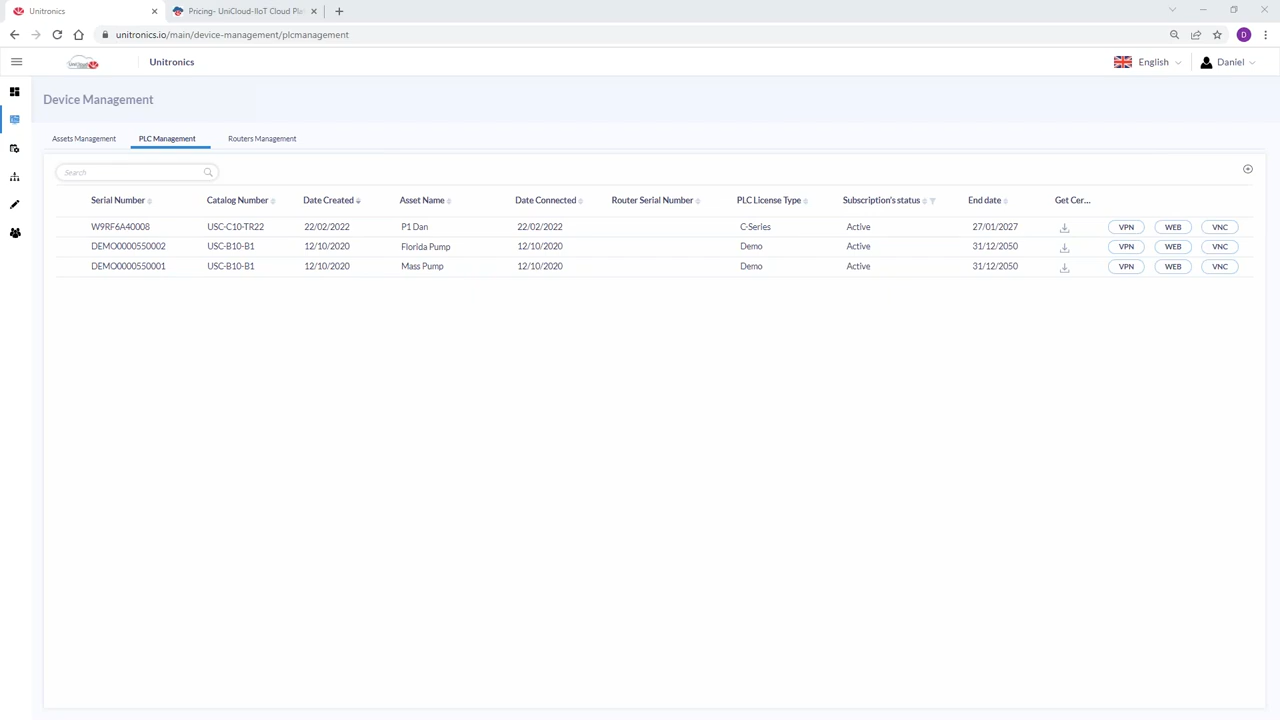 Unitronics
Pricing- UniCloud-IIoT Cloud Pla
unitronics.io/main/device-management/plcmanagement
D
UniCloud
Unitronics
English
Daniel
Device Management
Assets Management PLC Management Routers Management
Search
Serial Number Catalog Number Date Created Asset Name Date Connected Router Serial Number PLC License Type Subscription's status End date Get Cer...
W9RF6A40008 USC-C10-TR22 22/02/2022 P1 Dan 22/02/2022 C-Series Active 27/01/2027 VPN WEB VNC
DEMO0000550002 USC-B10-B1 12/10/2020 Florida Pump 12/10/2020 Demo Active 31/12/2050 VPN WEB VNC
DEMO0000550001 USC-B10-B1 12/10/2020 Mass Pump 12/10/2020 Demo Active 31/12/2050 VPN WEB VNC